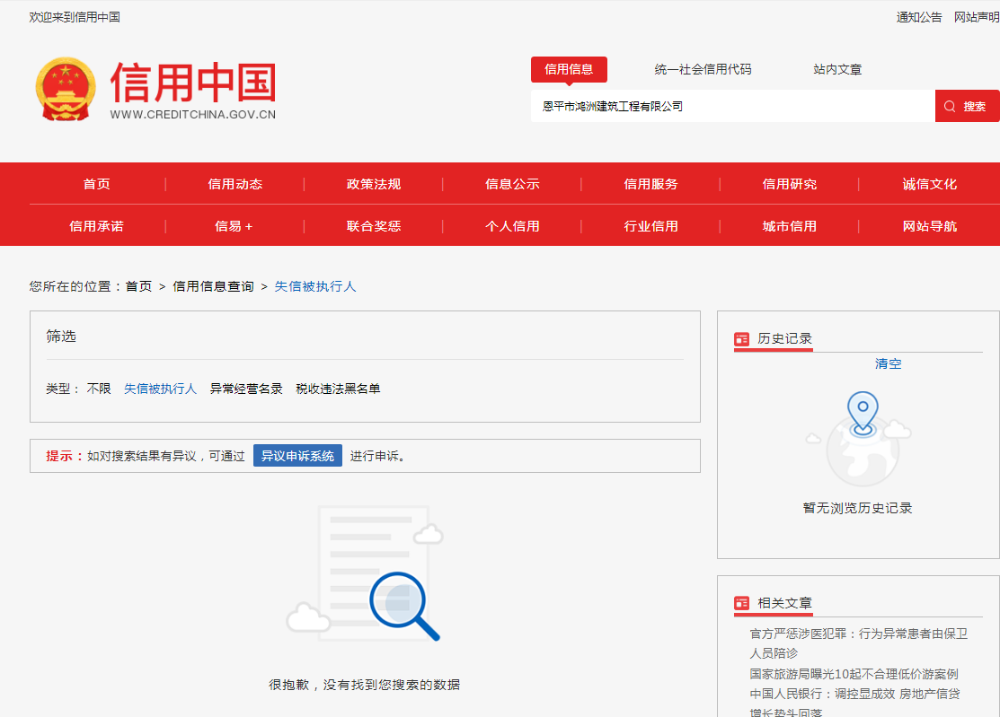 欢迎来到信用中国
通知公告 网站声明
信用中国
WWW.CREDITCHINA.GOV.CN
信用信息 统一社会信用代码 站内文章
恩平市鸿洲建筑工程有限公司 搜索
首页 | 信用动态 | 政策法规 | 信息公示 | 信用服务 | 信用研究 | 诚信文化
信用承诺 | 信易 + | 联合奖惩 | 个人信用 | 行业信用 | 城市信用 | 网站导航
您所在的位置：首页 > 信用信息查询 > 失信被执行人
筛选
类型： 不限 失信被执行人 异常经营名录 税收违法黑名单
提示：如对搜索结果有异议，可通过 异议申诉系统 进行申诉。
很抱歉，没有找到您搜索的数据
历史记录
清空
暂无浏览历史记录
相关文章
官方严惩涉医犯罪：行为异常患者由保卫
人员陪诊
国家旅游局曝光10起不合理低价游案例
中国人民银行：调控显成效 房地产信贷
增长势头回落